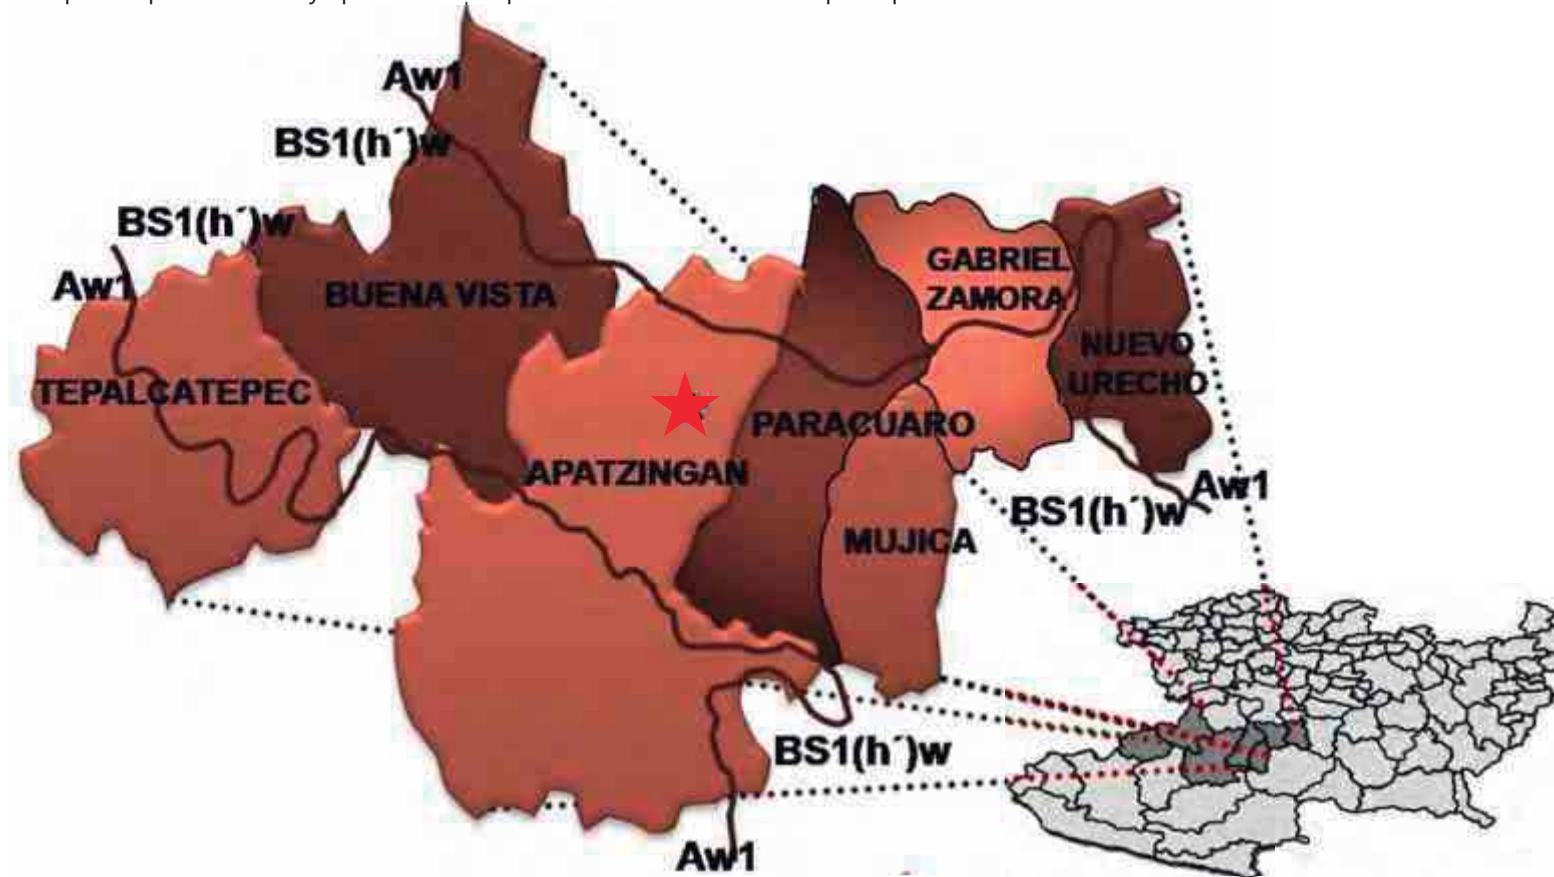 Aw1
BS1(h´)w
BS1(h´)w
Aw1
BUENA VISTA
GABRIEL
ZAMORA
NUEVO
URECHO
TEPALCATEPEC
PARACUARO
APATZINGAN
MUJICA
Aw1
BS1(h´)w
BS1(h´)w
Aw1